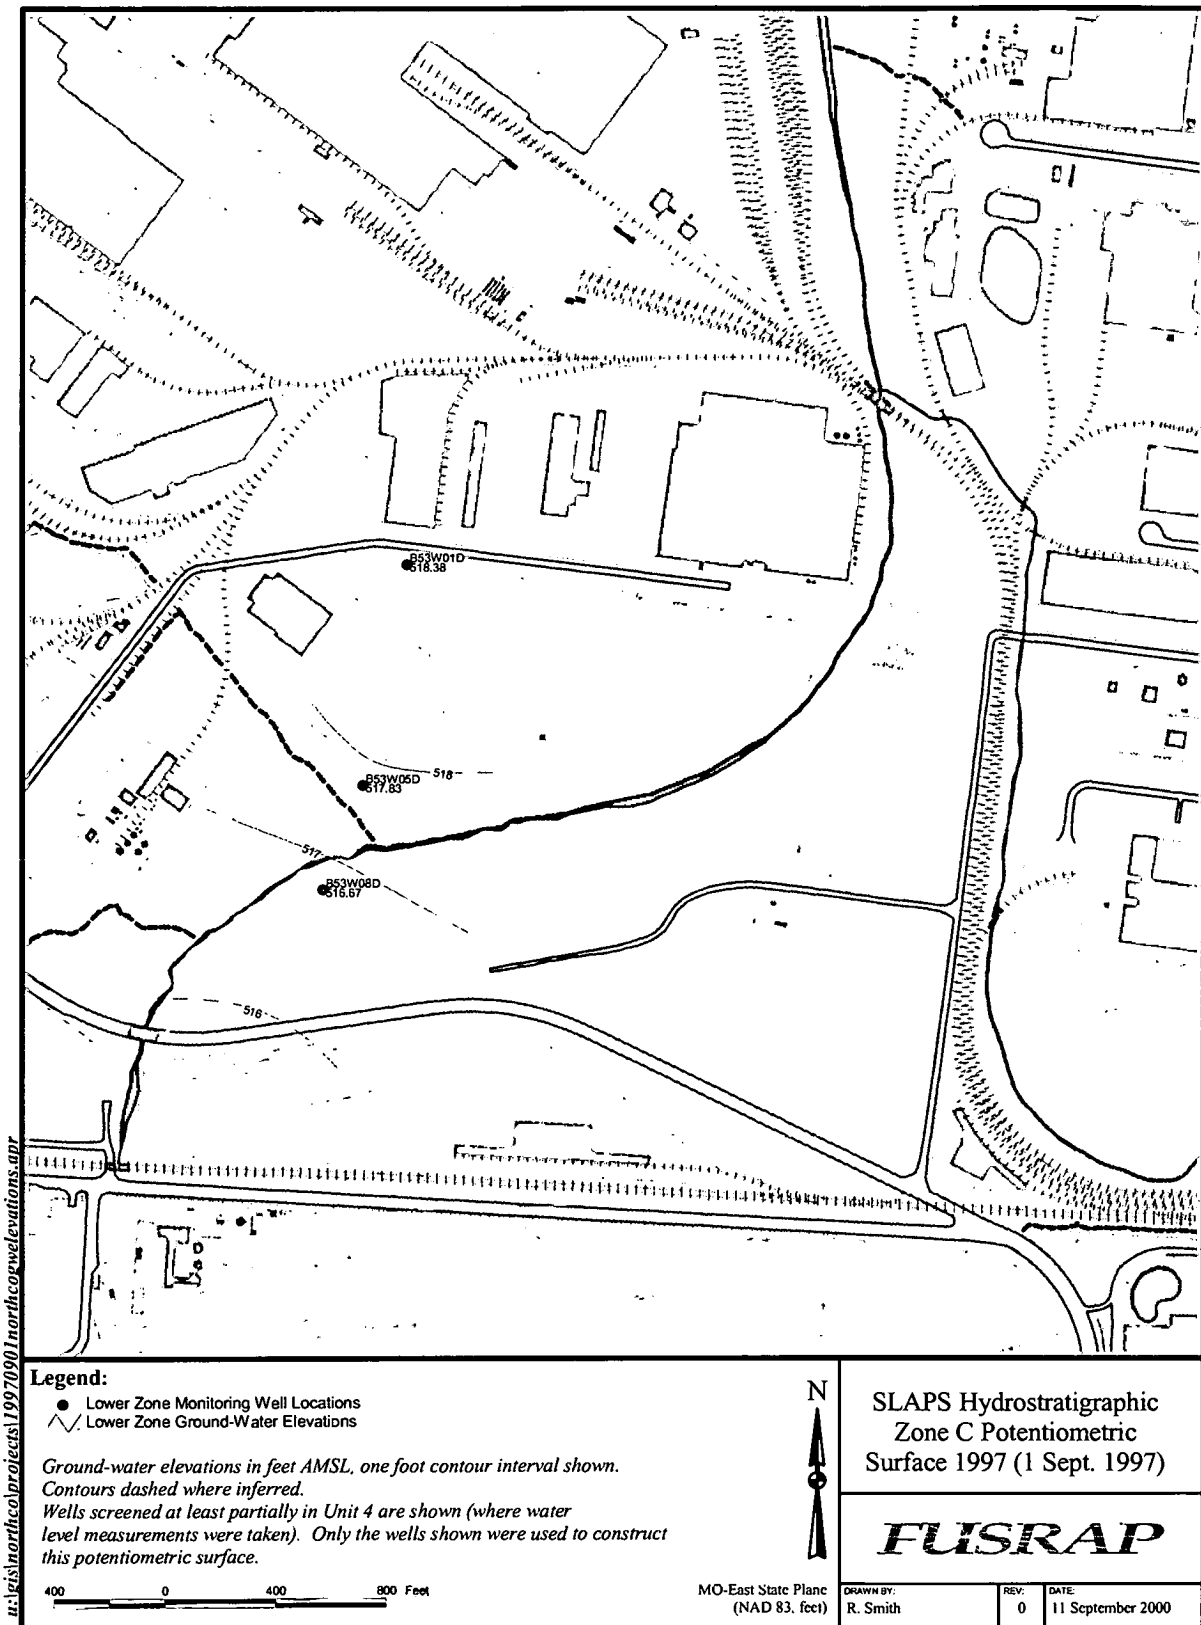 B53W01D
518.38
518
B53W05D
517.83
517
B53W08D
516.67
516
u:\gis\northco\projects\19970901northcogwelevations.apr
Legend:
Lower Zone Monitoring Well Locations
Lower Zone Ground-Water Elevations
Ground-water elevations in feet AMSL, one foot contour interval shown.
Contours dashed where inferred.
Wells screened at least partially in Unit 4 are shown (where water
level measurements were taken). Only the wells shown were used to construct
this potentiometric surface.
400 0 400 800 Feet
N
MO-East State Plane
(NAD 83, feet)
SLAPS Hydrostratigraphic
Zone C Potentiometric
Surface 1997 (1 Sept. 1997)
FUSRAP
DRAWN BY:
R. Smith
REV:
0
DATE:
11 September 2000